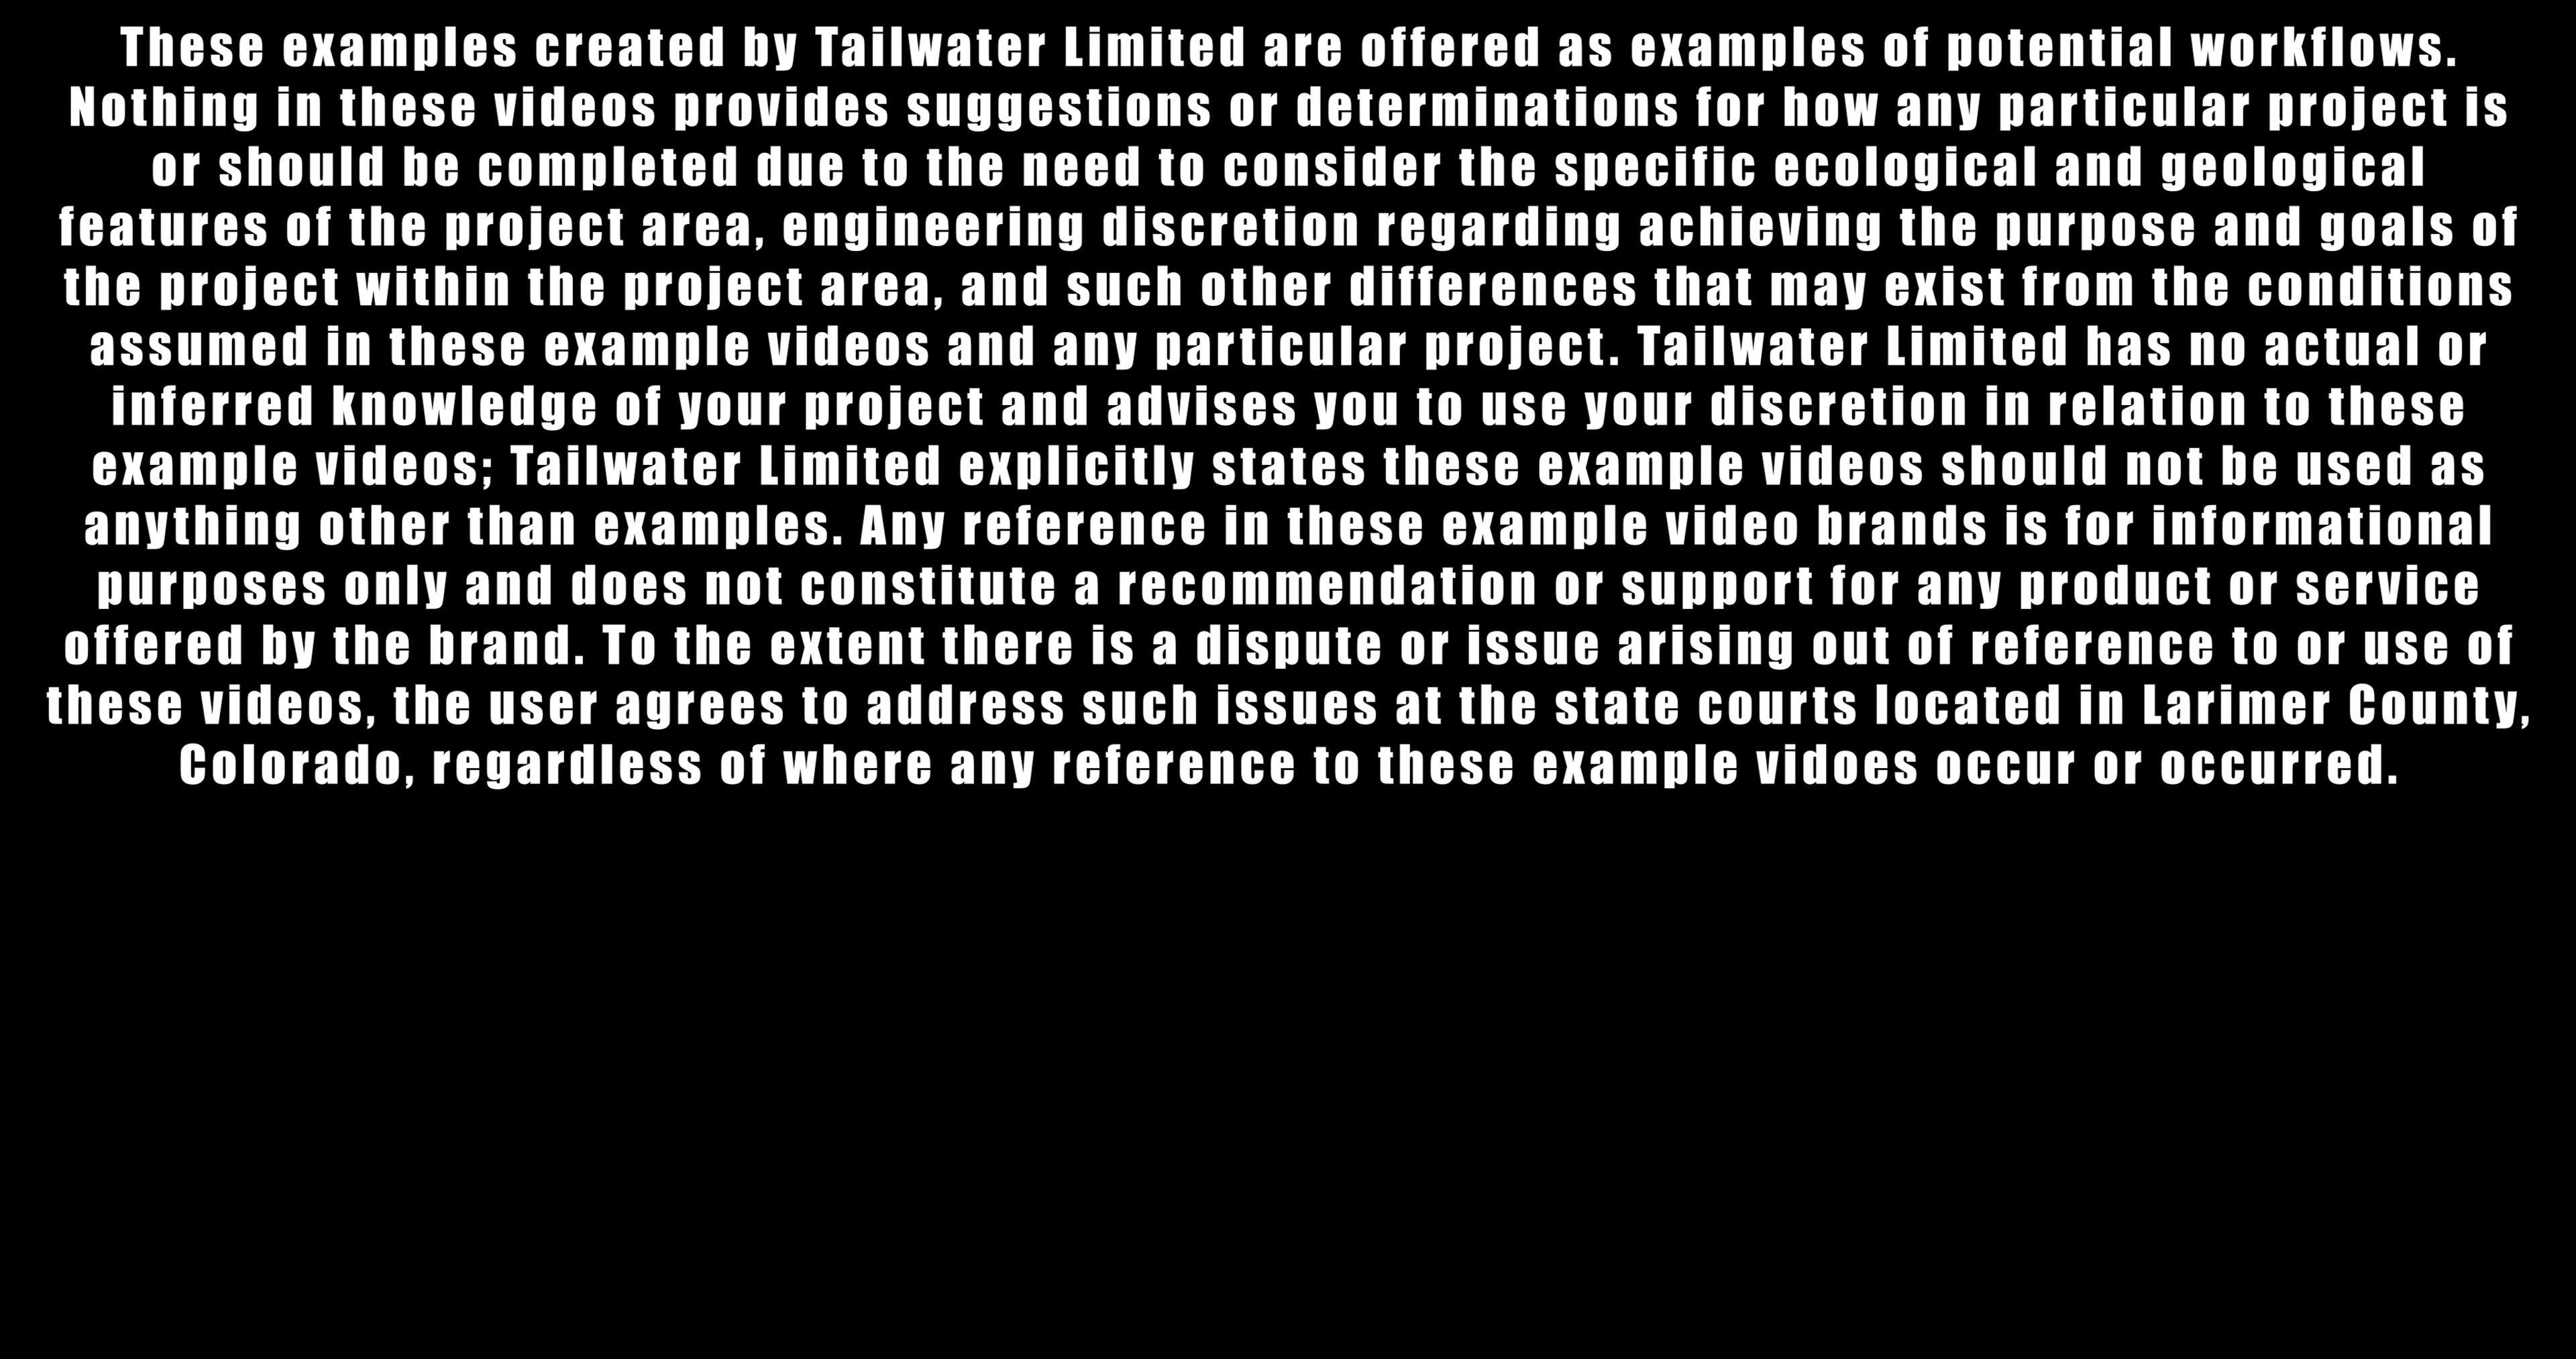 These examples created by Tailwater Limited are offered as examples of potential workflows.
Nothing in these videos provides suggestions or determinations for how any particular project is
or should be completed due to the need to consider the specific ecological and geological
features of the project area, engineering discretion regarding achieving the purpose and goals of
the project within the project area, and such other differences that may exist from the conditions
assumed in these example videos and any particular project. Tailwater Limited has no actual or
inferred knowledge of your project and advises you to use your discretion in relation to these
example videos; Tailwater Limited explicitly states these example videos should not be used as
anything other than examples. Any reference in these example video brands is for informational
purposes only and does not constitute a recommendation or support for any product or service
offered by the brand. To the extent there is a dispute or issue arising out of reference to or use of
these videos, the user agrees to address such issues at the state courts located in Larimer County,
Colorado, regardless of where any reference to these example vidoes occur or occurred.